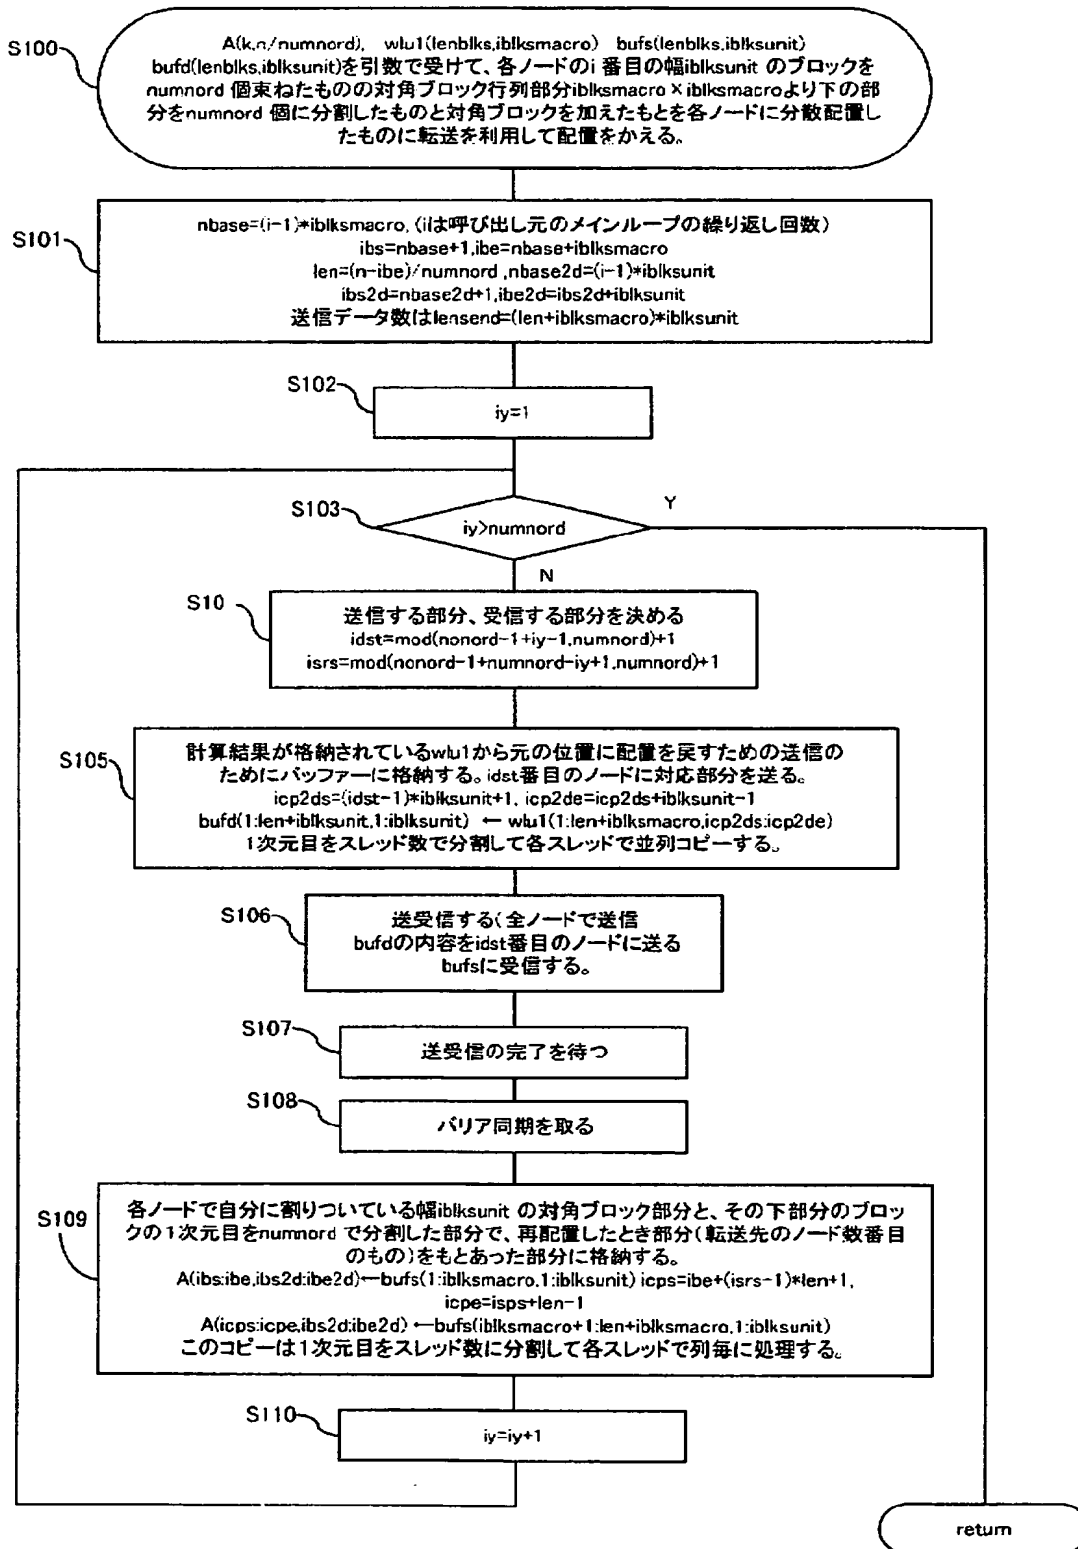 S100
A(k,n/numnord), wlu1(lenblks,iblksmacro) bufs(lenblks,iblksunit)
bufd(lenblks,iblksunit)を引数で受けて、各ノードのi 番目の幅iblksunit のブロックを
numnord 個束ねたものの対角ブロック行列部分iblksmacro×iblksmacroより下の部
分をnumnord 個に分割したものと対角ブロックを加えたもとを各ノードに分散配置し
たものに転送を利用して配置をかえる。
S101
nbase=(i-1)*iblksmacro, (iは呼び出し元のメインループの繰り返し回数)
ibs=nbase+1,ibe=nbase+iblksmacro
len=(n-ibe)/numnord ,nbase2d=(i-1)*iblksunit
ibs2d=nbase2d+1,ibe2d=ibs2d+iblksunit
送信データ数はlensend=(len+iblksmacro)*iblksunit
S102
iy=1
S103
iy>numnord
Y
N
S10
送信する部分、受信する部分を決める
idst=mod(nonord-1+iy-1,numnord)+1
isrs=mod(nonord-1+numnord-iy+1,numnord)+1
S105
計算結果が格納されているwlu1から元の位置に配置を戻すための送信の
ためにバッファーに格納する。idst番目のノードに対応部分を送る。
icp2ds=(idst-1)*iblksunit+1, icp2de=icp2ds+iblksunit-1
bufd(1:len+iblksunit,1:iblksunit) ← wlu1(1:len+iblksmacro,icp2ds:icp2de)
1次元目をスレッド数で分割して各スレッドで並列コピーする。
S106
送受信する(全ノードで送信
bufdの内容をidst番目のノードに送る
bufsに受信する。
S107
送受信の完了を待つ
S108
バリア同期を取る
S109
各ノードで自分に割りついている幅iblksunit の対角ブロック部分と、その下部分のブロッ
クの1次元目をnumnord で分割した部分で、再配置したとき部分(転送先のノード数番目
のもの)をもとあった部分に格納する。
A(ibs:ibe,ibs2d:ibe2d)←bufs(1:iblksmacro,1:iblksunit) icps=ibe+(isrs-1)*len+1,
icpe=isps+len-1
A(icps:icpe,ibs2d:ibe2d) ←bufs(iblksmacro+1:len+iblksmacro,1:iblksunit)
このコピーは1次元目をスレッド数に分割して各スレッドで列毎に処理する。
S110
iy=iy+1
return